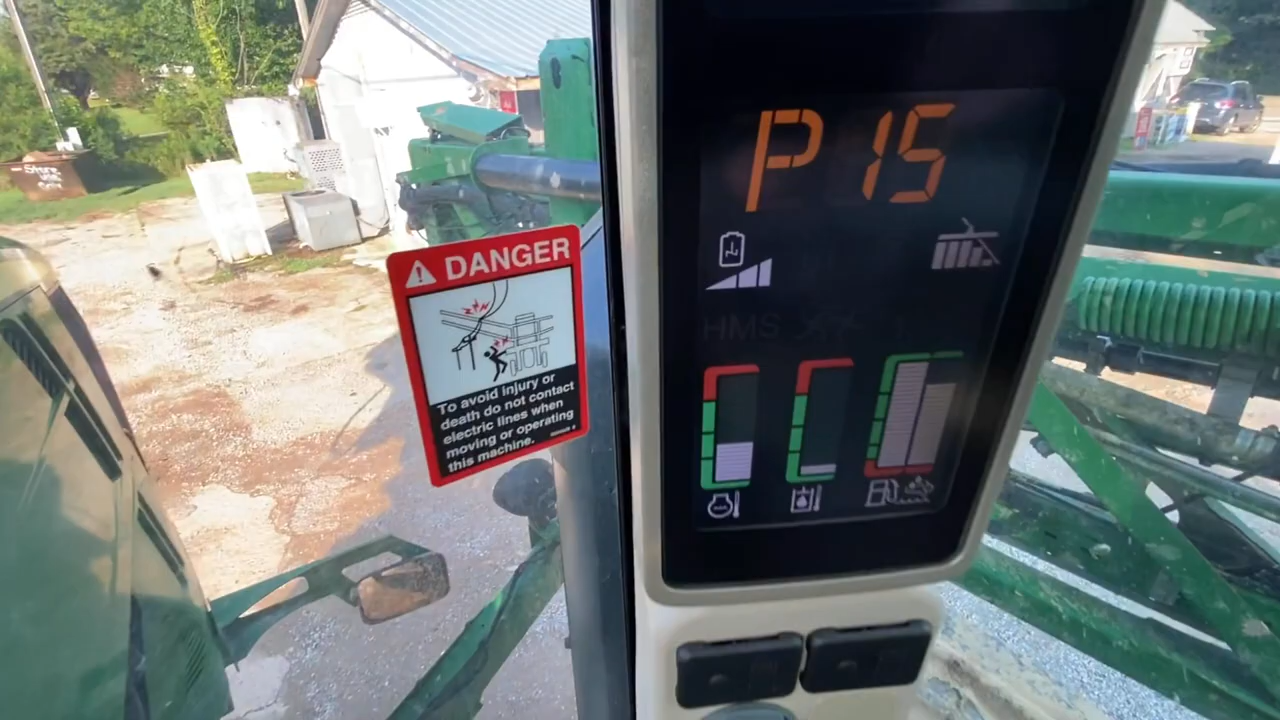 P 15
DANGER
To avoid injury or
death do not contact
electric lines when
moving or operating
this machine.
HMS